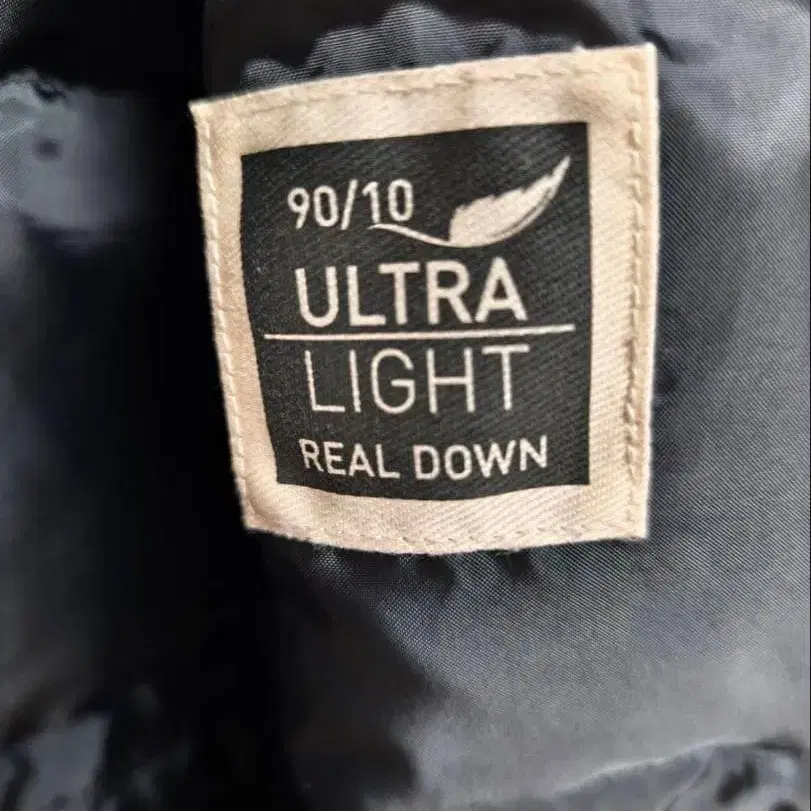 90/10
ULTRA
LIGHT
REAL DOWN